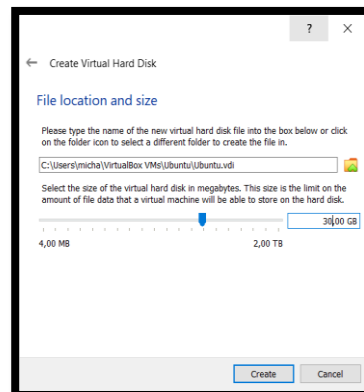 ?
Create Virtual Hard Disk
File location and size
Please type the name of the new virtual hard disk file into the box below or click
on the folder icon to select a different folder to create the file in.
C:\Users\micha\VirtualBox VMs\Ubuntu\Ubuntu.vdi
Select the size of the virtual hard disk in megabytes. This size is the limit on the
amount of file data that a virtual machine will be able to store on the hard disk.
30,00 GB
4,00 MB 2,00 TB
Create Cancel